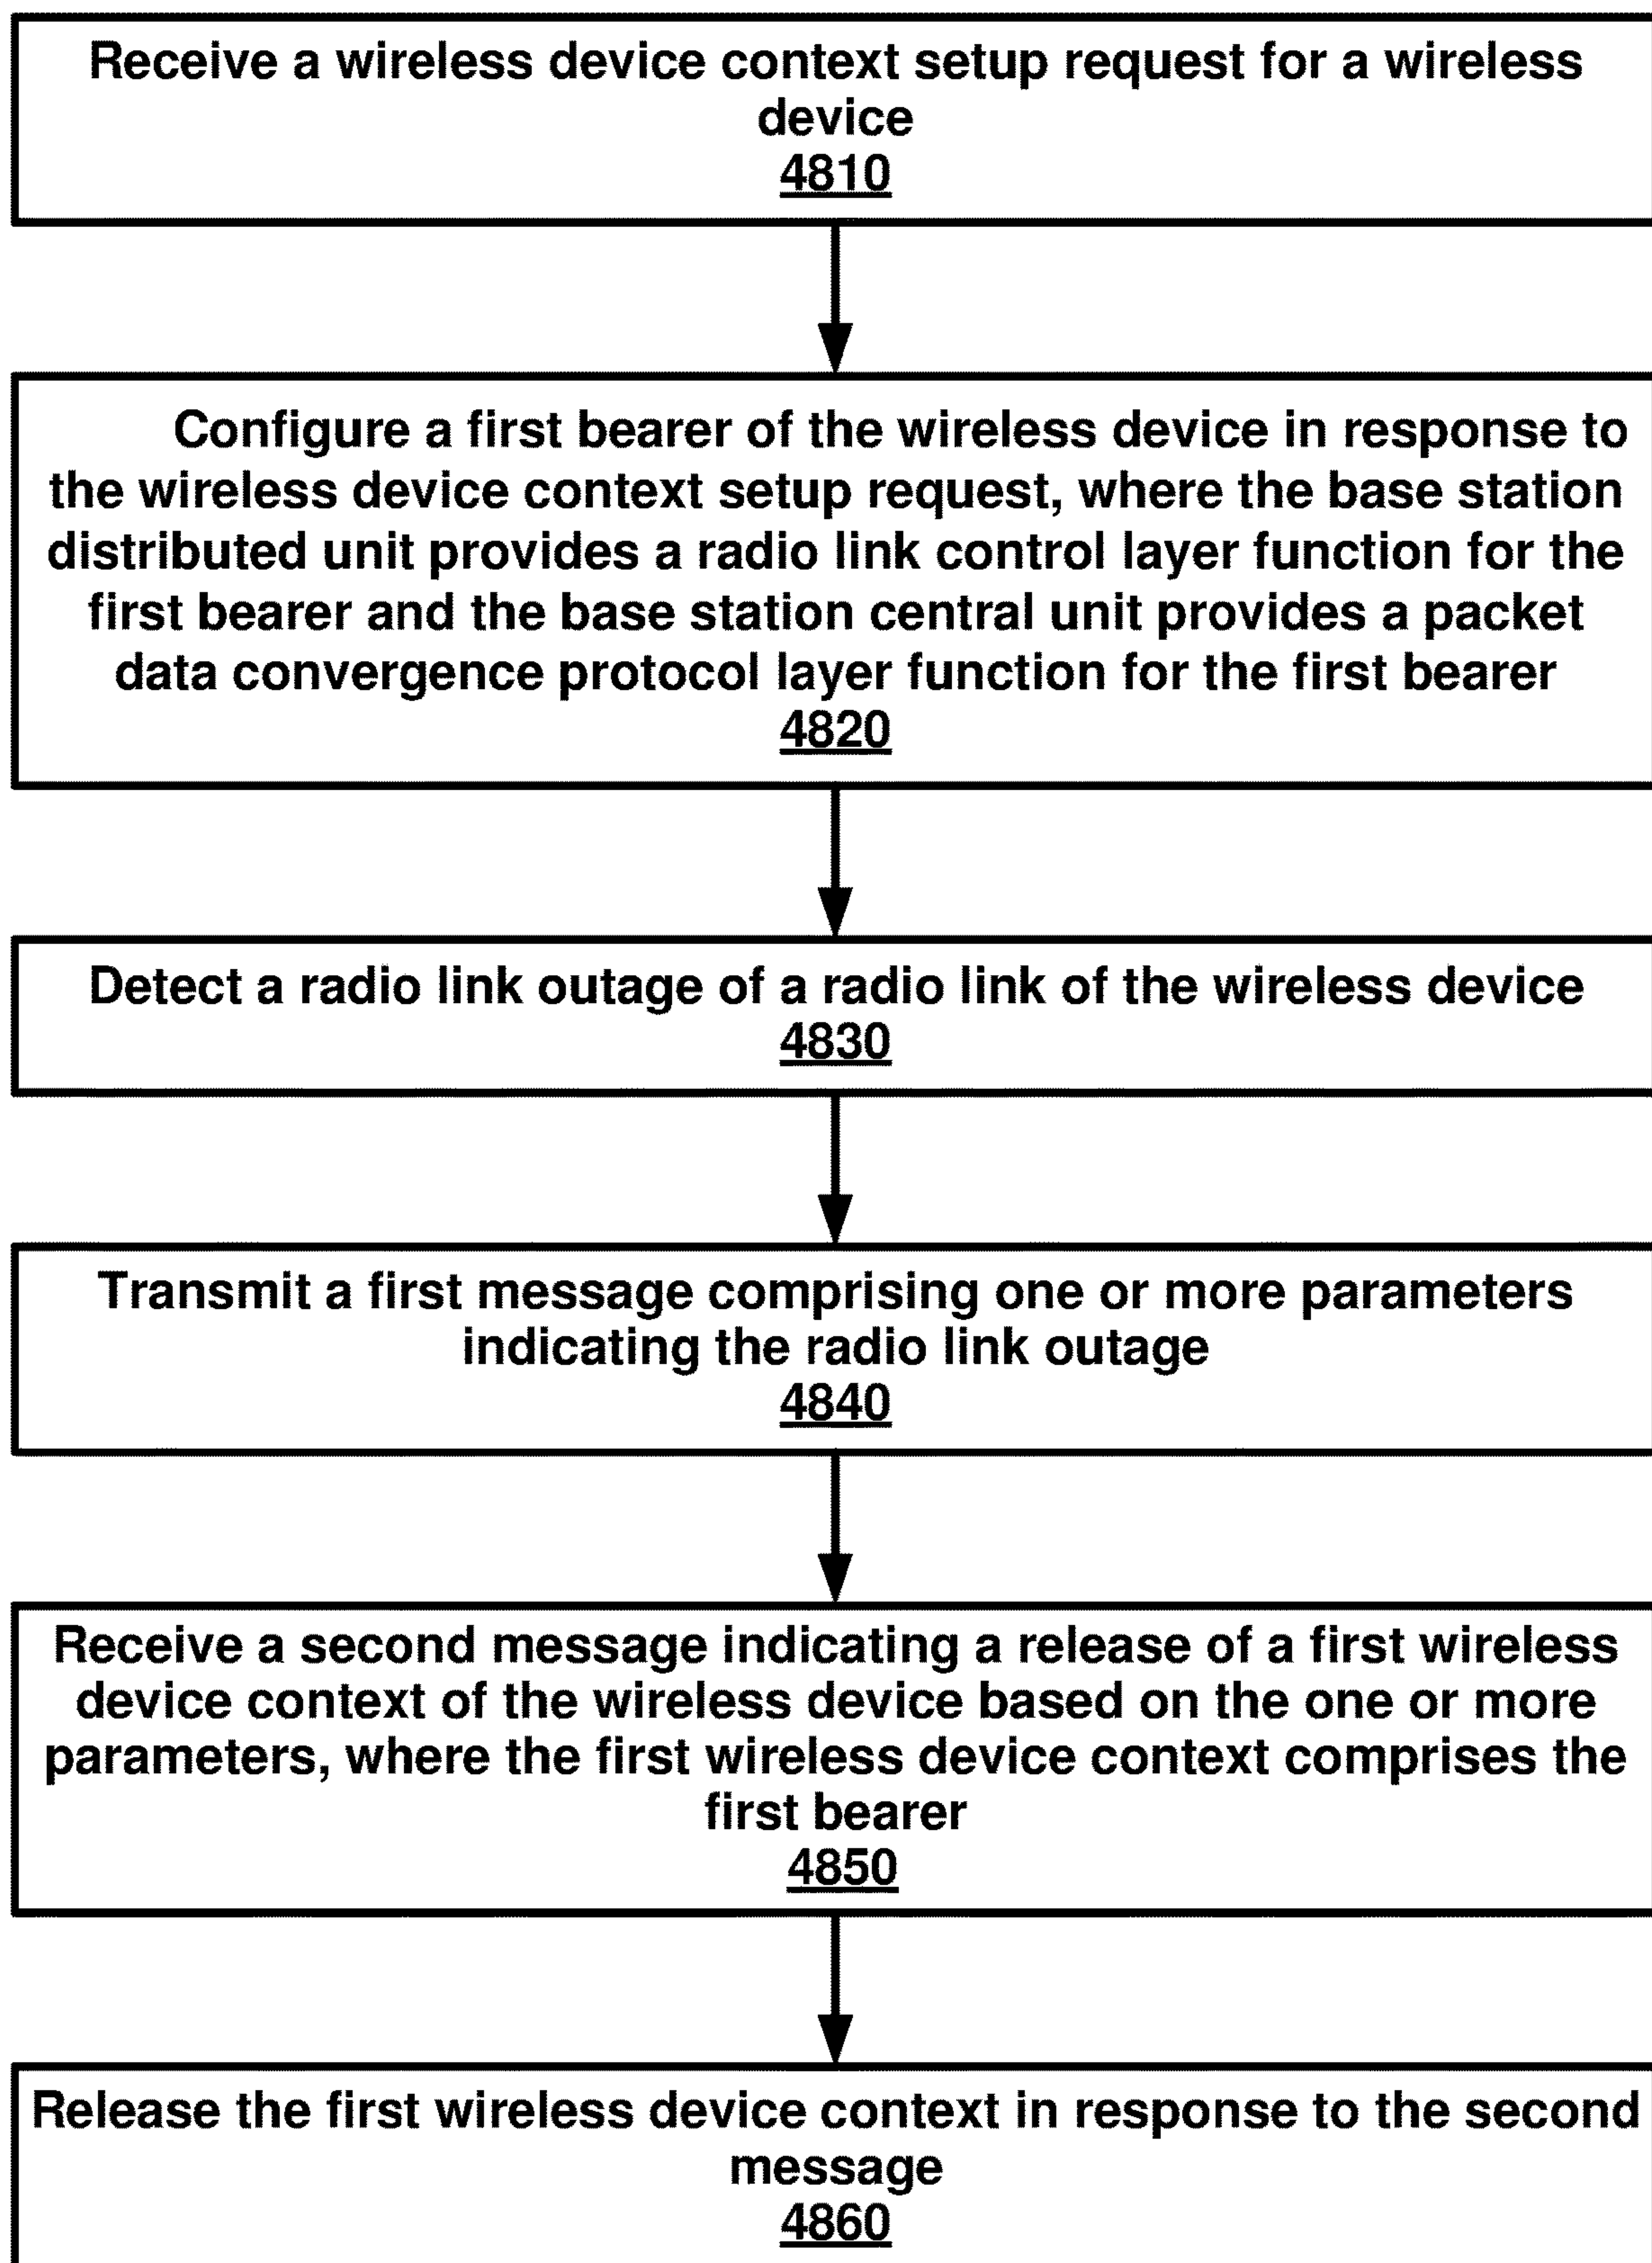 Receive a wireless device context setup request for a wireless
device
4810
Configure a first bearer of the wireless device in response to
the wireless device context setup request, where the base station
distributed unit provides a radio link control layer function for the
first bearer and the base station central unit provides a packet
data convergence protocol layer function for the first bearer
4820
Detect a radio link outage of a radio link of the wireless device
4830
Transmit a first message comprising one or more parameters
indicating the radio link outage
4840
Receive a second message indicating a release of a first wireless
device context of the wireless device based on the one or more
parameters, where the first wireless device context comprises the
first bearer
4850
Release the first wireless device context in response to the second
message
4860